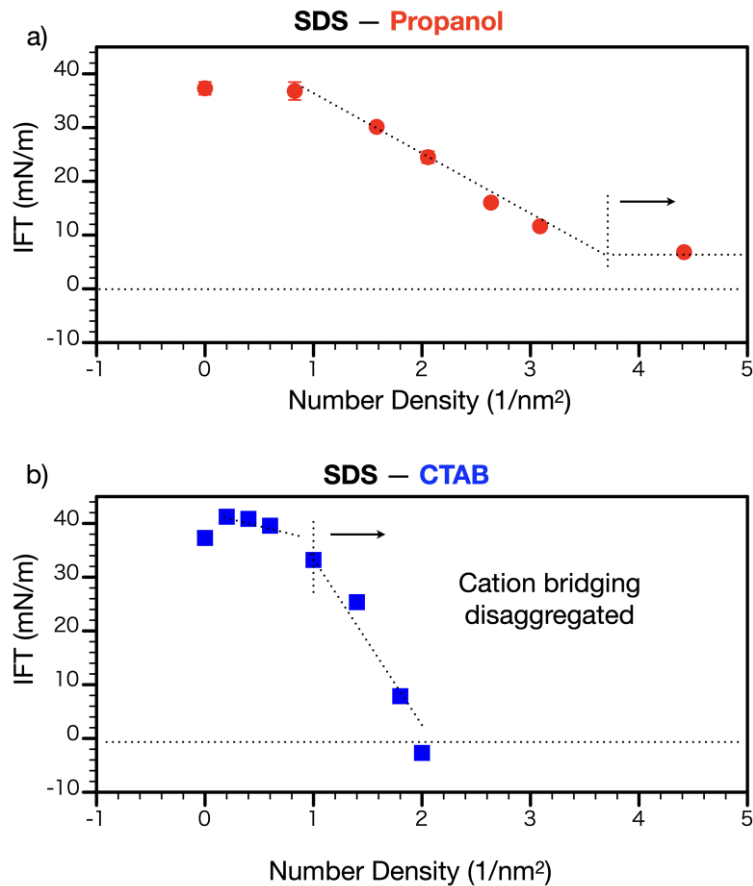 a)
SDS — Propanol
IFT (mN/m)
40
30
20
10
0
-10
-1
0
1
2
3
4
5
Number Density (1/nm²)
b)
SDS — CTAB
IFT (mN/m)
40
30
20
10
0
-10
Cation bridging
disaggregated
-1
0
1
2
3
4
5
Number Density (1/nm²)